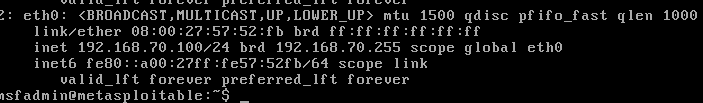 valid_lft forever preferred_lft forever
2: eth0: <BROADCAST,MULTICAST,UP,LOWER_UP> mtu 1500 qdisc pfifo_fast qlen 1000
link/ether 08:00:27:57:52:fb brd ff:ff:ff:ff:ff:ff
inet 192.168.70.100/24 brd 192.168.70.255 scope global eth0
inet6 fe80::a00:27ff:fe57:52fb/64 scope link
valid_lft forever preferred_lft forever
msfadmin@metasploitable:~$ _